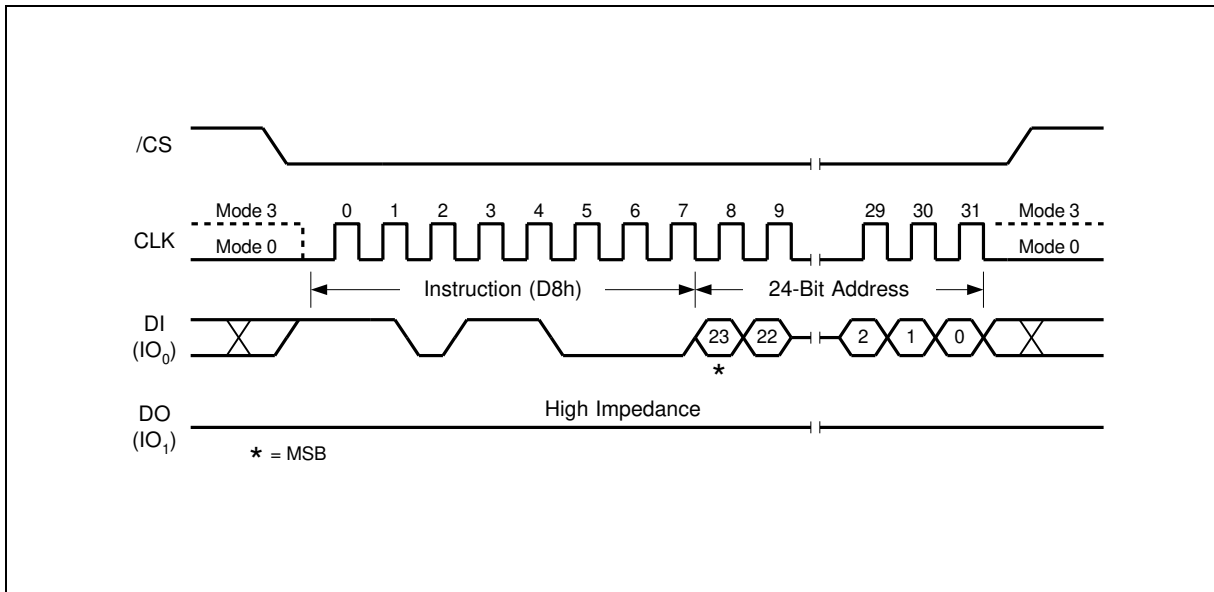 /CS
Mode 3 0 1 2 3 4 5 6 7 8 9 29 30 31 Mode 3
CLK Mode 0 Mode 0
Instruction (D8h) 24-Bit Address
DI
(IO0) 23 22 2 1 0
*
DO High Impedance
(IO1)
* = MSB